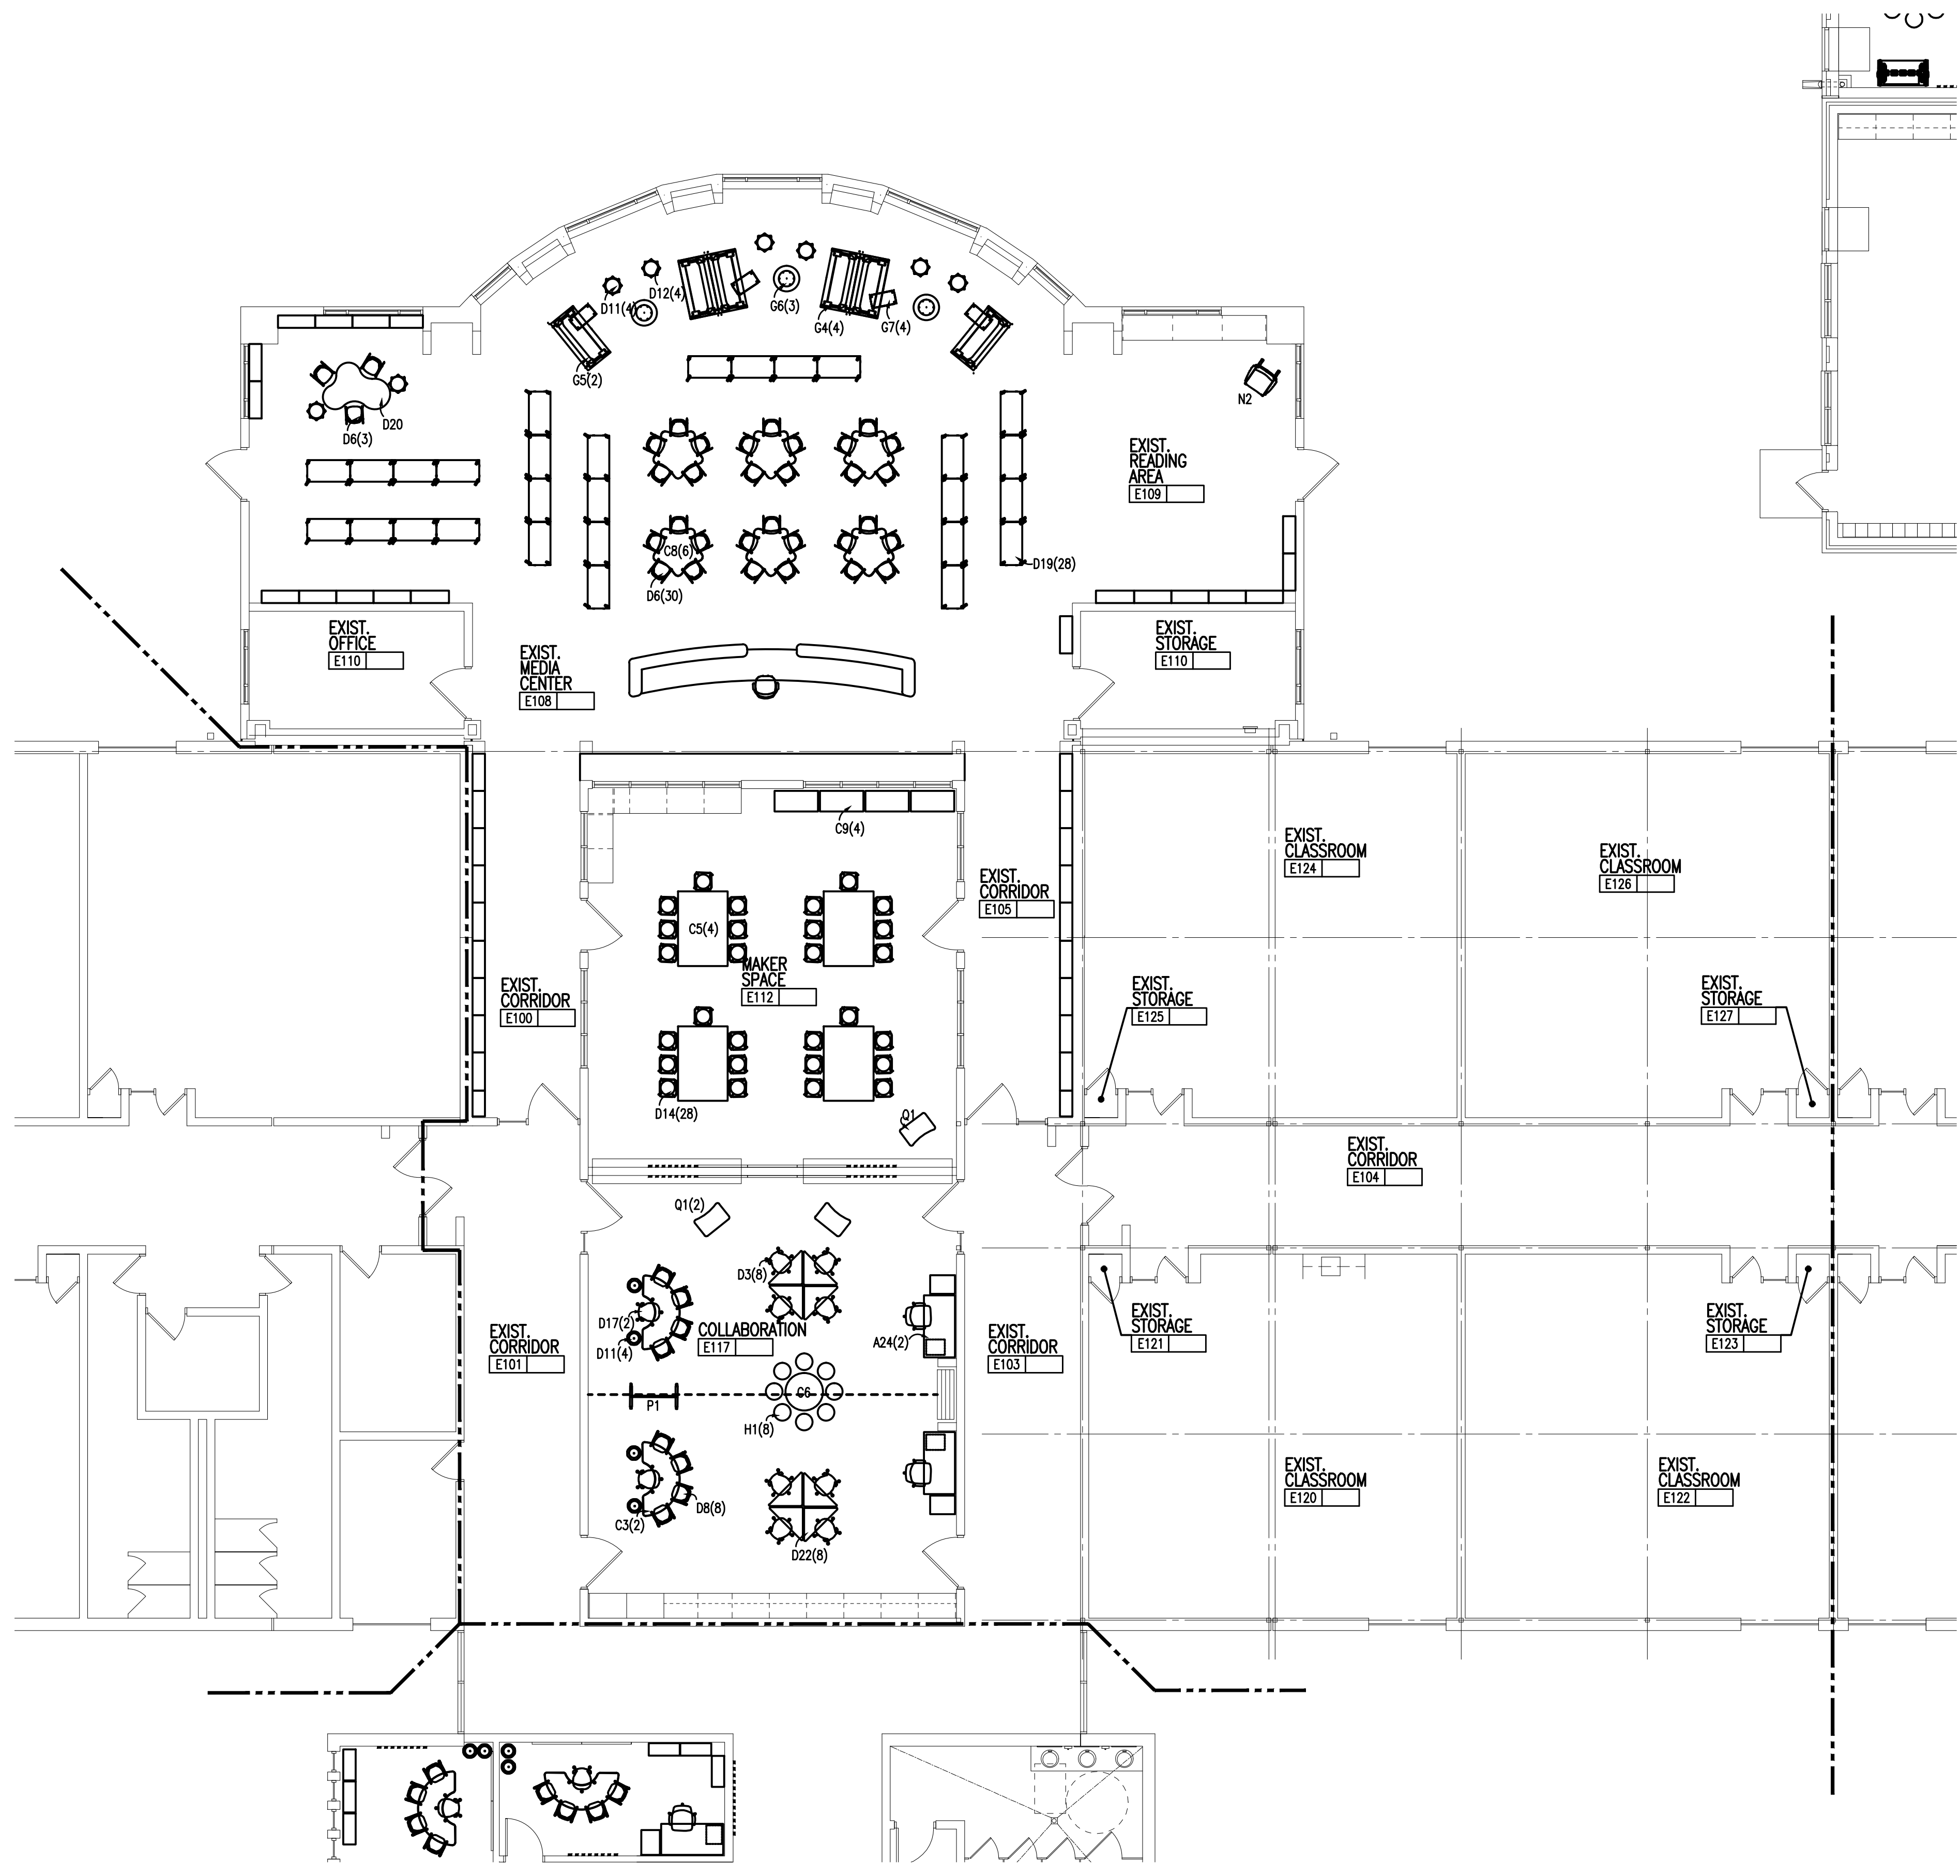 D11(4)
D12(4)
G6(3)
G4(4)
G7(4)
G5(2)
N2
D20
D6(3)
EXIST.
READING
AREA
E109
C8(6)
D6(30)
D19(28)
EXIST.
OFFICE
E110
EXIST.
MEDIA
CENTER
E108
EXIST.
STORAGE
E110
C9(4)
EXIST.
CLASSROOM
E124
EXIST.
CLASSROOM
E126
EXIST.
CORRIDOR
E105
C5(4)
MAKER
SPACE
E112
EXIST.
CORRIDOR
E100
EXIST.
STORAGE
E125
EXIST.
STORAGE
E127
D14(28)
Q1
EXIST.
CORRIDOR
E104
Q1(2)
D3(8)
D17(2)
D11(4)
COLLABORATION
E117
A24(2)
EXIST.
CORRIDOR
E101
EXIST.
CORRIDOR
E103
EXIST.
STORAGE
E121
EXIST.
STORAGE
E123
C6
P1
H1(8)
D8(8)
C3(2)
D22(8)
EXIST.
CLASSROOM
E120
EXIST.
CLASSROOM
E122